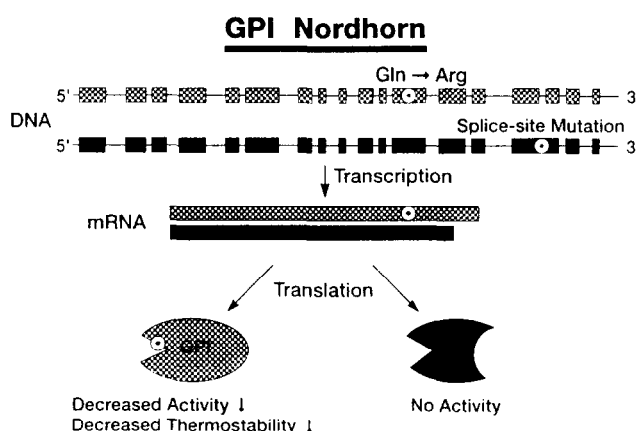 GPI Nordhorn
Gln → Arg
5' 3
DNA
Splice-site Mutation
5' 3
Transcription
mRNA
Translation
GPI
Decreased Activity ↓
Decreased Thermostability ↓
No Activity